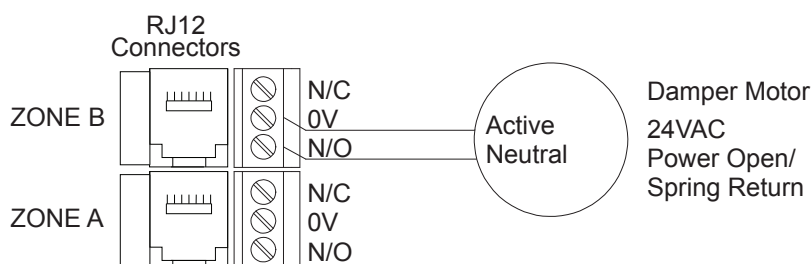 RJ12
Connectors
ZONE B
N/C
0V
N/O
Active
Neutral
Damper Motor
24VAC
Power Open/
Spring Return
ZONE A
N/C
0V
N/O